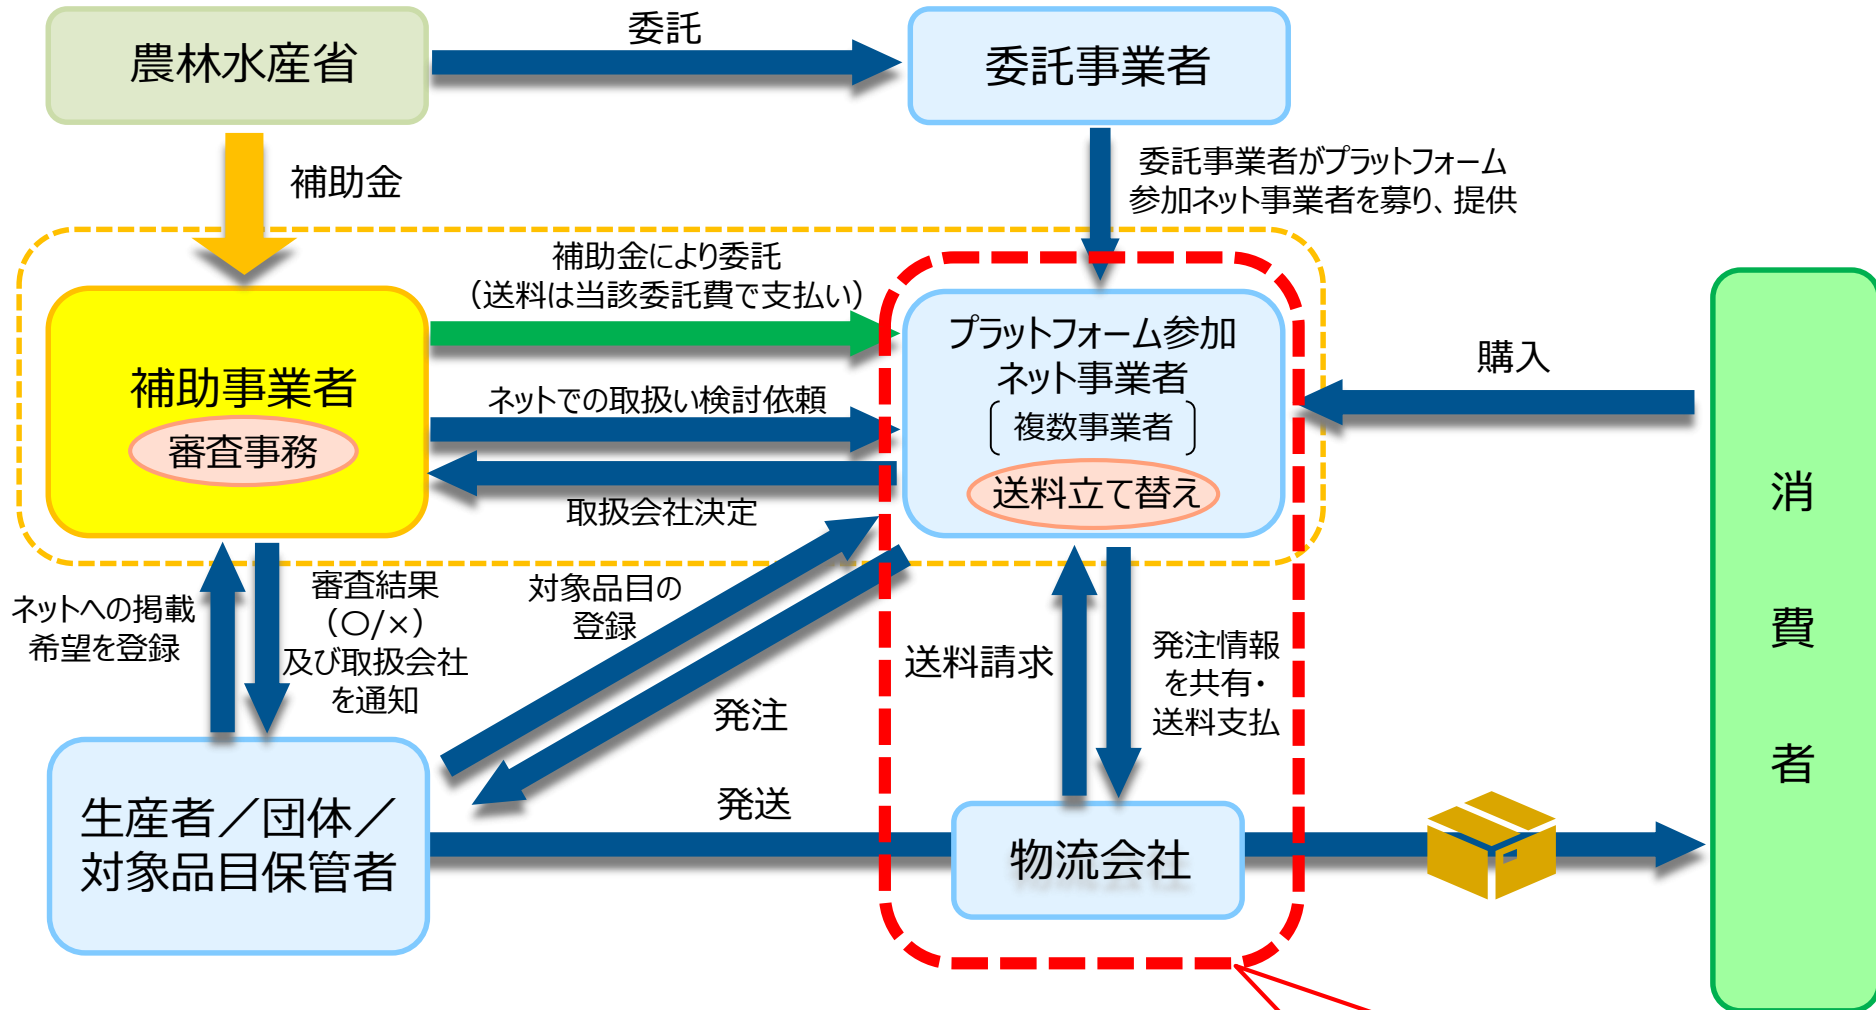 農林水産省
委託
委託事業者
補助金
委託事業者がプラットフォーム
参加ネット事業者を募り、提供
補助金により委託
（送料は当該委託費で支払い）
補助事業者
審査事務
ネットでの取扱い検討依頼
取扱会社決定
プラットフォーム参加
ネット事業者
複数事業者
送料立て替え
購入
消
費
者
ネットへの掲載
希望を登録
審査結果
（○/×）
及び取扱会社
を通知
対象品目の
登録
発注
送料請求
発注情報
を共有・
送料支払
生産者／団体／
対象品目保管者
発送
物流会社